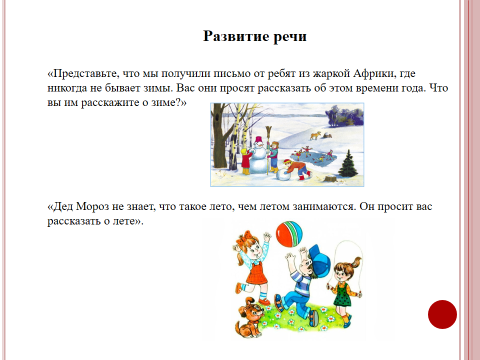 Развитие речи
«Представьте, что мы получили письмо от ребят из жаркой Африки, где
никогда не бывает зимы. Вас они просят рассказать об этом времени года. Что
вы им расскажите о зиме?»
«Дед Мороз не знает, что такое лето, чем летом занимаются. Он просит вас
рассказать о лете».